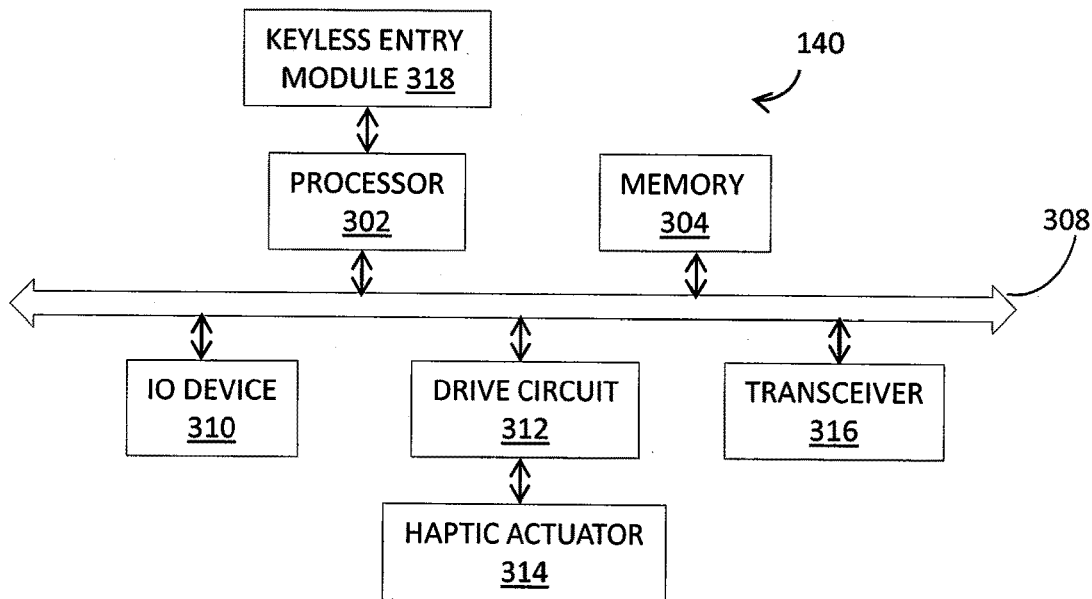 KEYLESS ENTRY
MODULE 318
140
PROCESSOR
302
MEMORY
304
308
IO DEVICE
310
DRIVE CIRCUIT
312
TRANSCEIVER
316
HAPTIC ACTUATOR
314